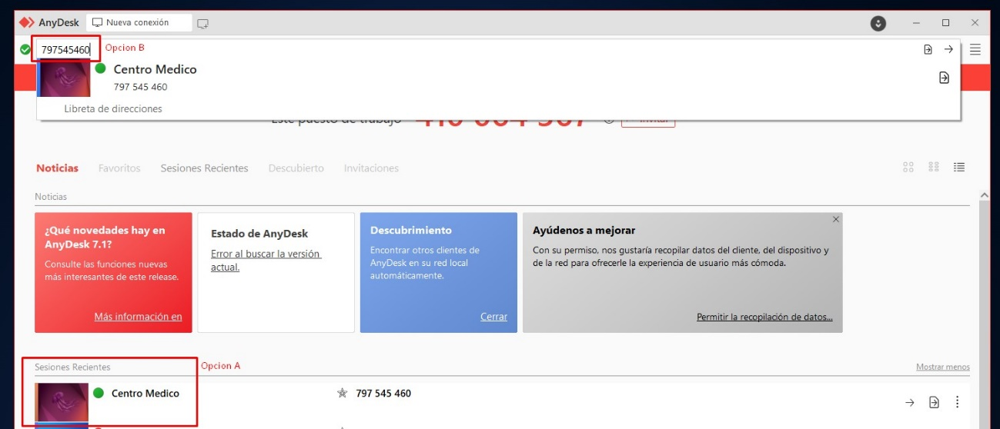 AnyDesk
Nueva conexión
797545460
Opcion B
Centro Medico
797 545 460
Libreta de direcciones
Este puesto de trabajo
Invitar
Noticias
Favoritos
Sesiones Recientes
Descubierto
Invitaciones
Noticias
¿Qué novedades hay en
AnyDesk 7.1?
Consulte las funciones nuevas
más interesantes de este release.
Más información en
Estado de AnyDesk
Error al buscar la versión
actual.
Descubrimiento
Encontrar otros clientes de
AnyDesk en su red local
automáticamente.
Cerrar
Ayúdenos a mejorar
Con su permiso, nos gustaría recopilar datos del cliente, del dispositivo y
de la red para ofrecerle la experiencia de usuario más cómoda.
Permitir la recopilación de datos...
Sesiones Recientes
Opcion A
Mostrar menos
Centro Medico
797 545 460